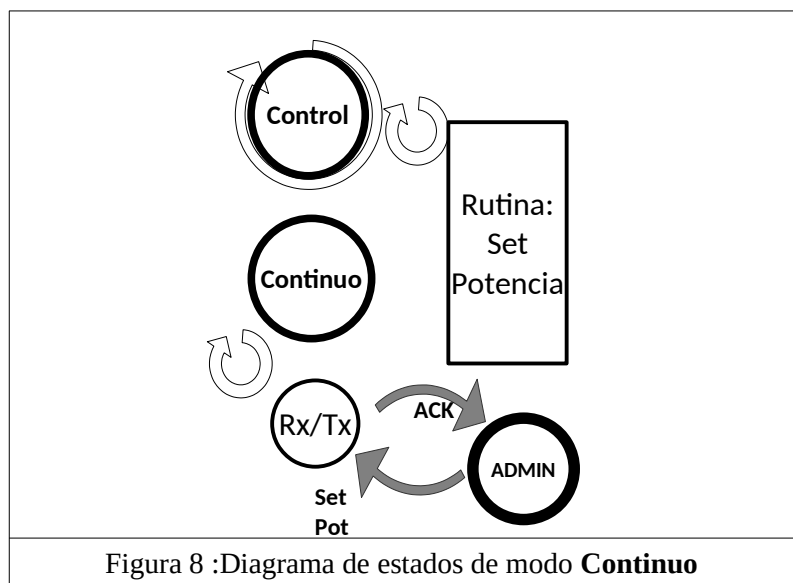 Control
Rutina:
Set
Potencia
Continuo
Rx/Tx
ACK
ADMIN
Set
Pot
Figura 8 :Diagrama de estados de modo Continuo